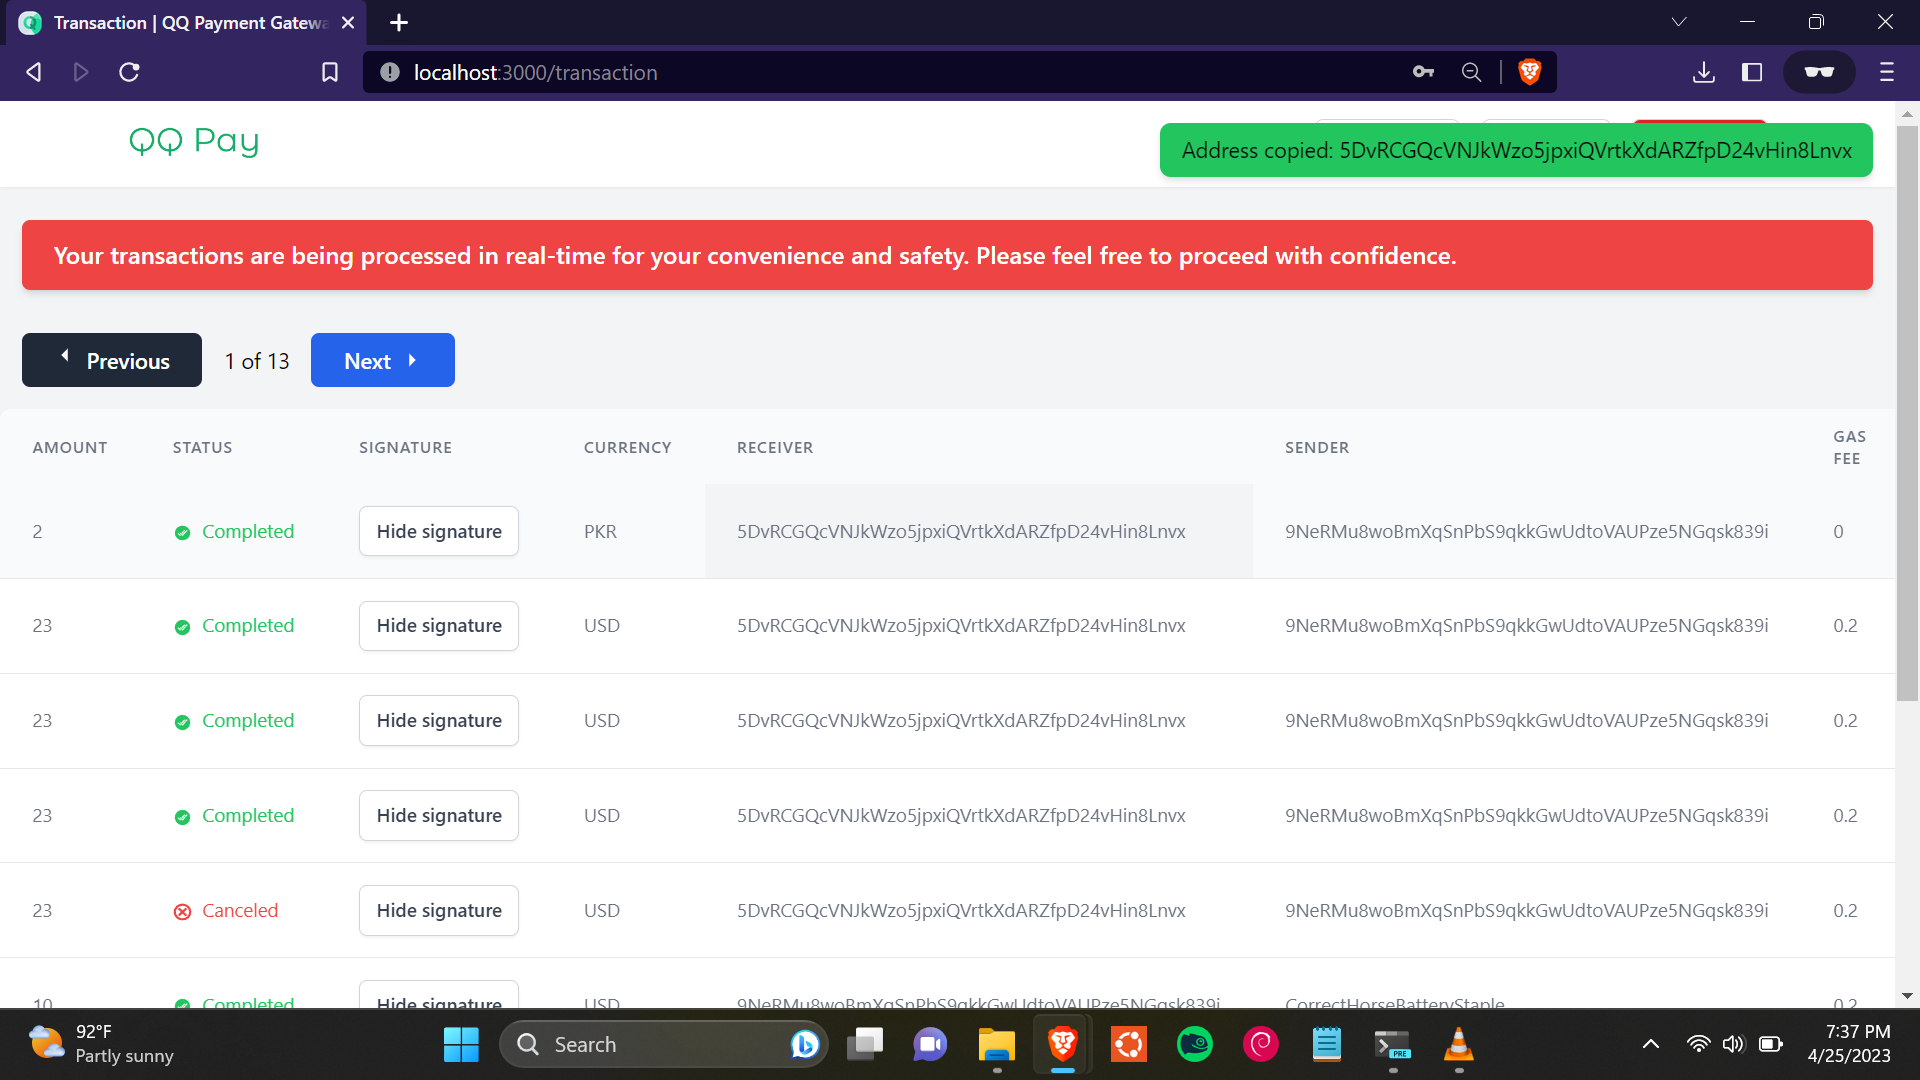 Transaction | QQ Payment Gatewa
localhost:3000/transaction
QQ Pay
Address copied: 5DvRCGQcVNJkWzo5jpxiQVrtkXdARZfpD24vHin8Lnvx
Your transactions are being processed in real-time for your convenience and safety. Please feel free to proceed with confidence.
Previous 1 of 13 Next
AMOUNT STATUS SIGNATURE CURRENCY RECEIVER SENDER GAS FEE
2 Completed Hide signature PKR 5DvRCGQcVNJkWzo5jpxiQVrtkXdARZfpD24vHin8Lnvx 9NeRMu8woBmXqSnPbS9qkkGwUdtoVAUPze5NGqsk839i 0
23 Completed Hide signature USD 5DvRCGQcVNJkWzo5jpxiQVrtkXdARZfpD24vHin8Lnvx 9NeRMu8woBmXqSnPbS9qkkGwUdtoVAUPze5NGqsk839i 0.2
23 Completed Hide signature USD 5DvRCGQcVNJkWzo5jpxiQVrtkXdARZfpD24vHin8Lnvx 9NeRMu8woBmXqSnPbS9qkkGwUdtoVAUPze5NGqsk839i 0.2
23 Completed Hide signature USD 5DvRCGQcVNJkWzo5jpxiQVrtkXdARZfpD24vHin8Lnvx 9NeRMu8woBmXqSnPbS9qkkGwUdtoVAUPze5NGqsk839i 0.2
23 Canceled Hide signature USD 5DvRCGQcVNJkWzo5jpxiQVrtkXdARZfpD24vHin8Lnvx 9NeRMu8woBmXqSnPbS9qkkGwUdtoVAUPze5NGqsk839i 0.2
10 Completed Hide signature USD 9NeRMu8woBmXqSnPbS9qkkGwUdtoVAUPze5NGqsk839i CorrectHorseBatteryStaple 0.2
92°F
Partly sunny
Search
PRE
7:37 PM
4/25/2023